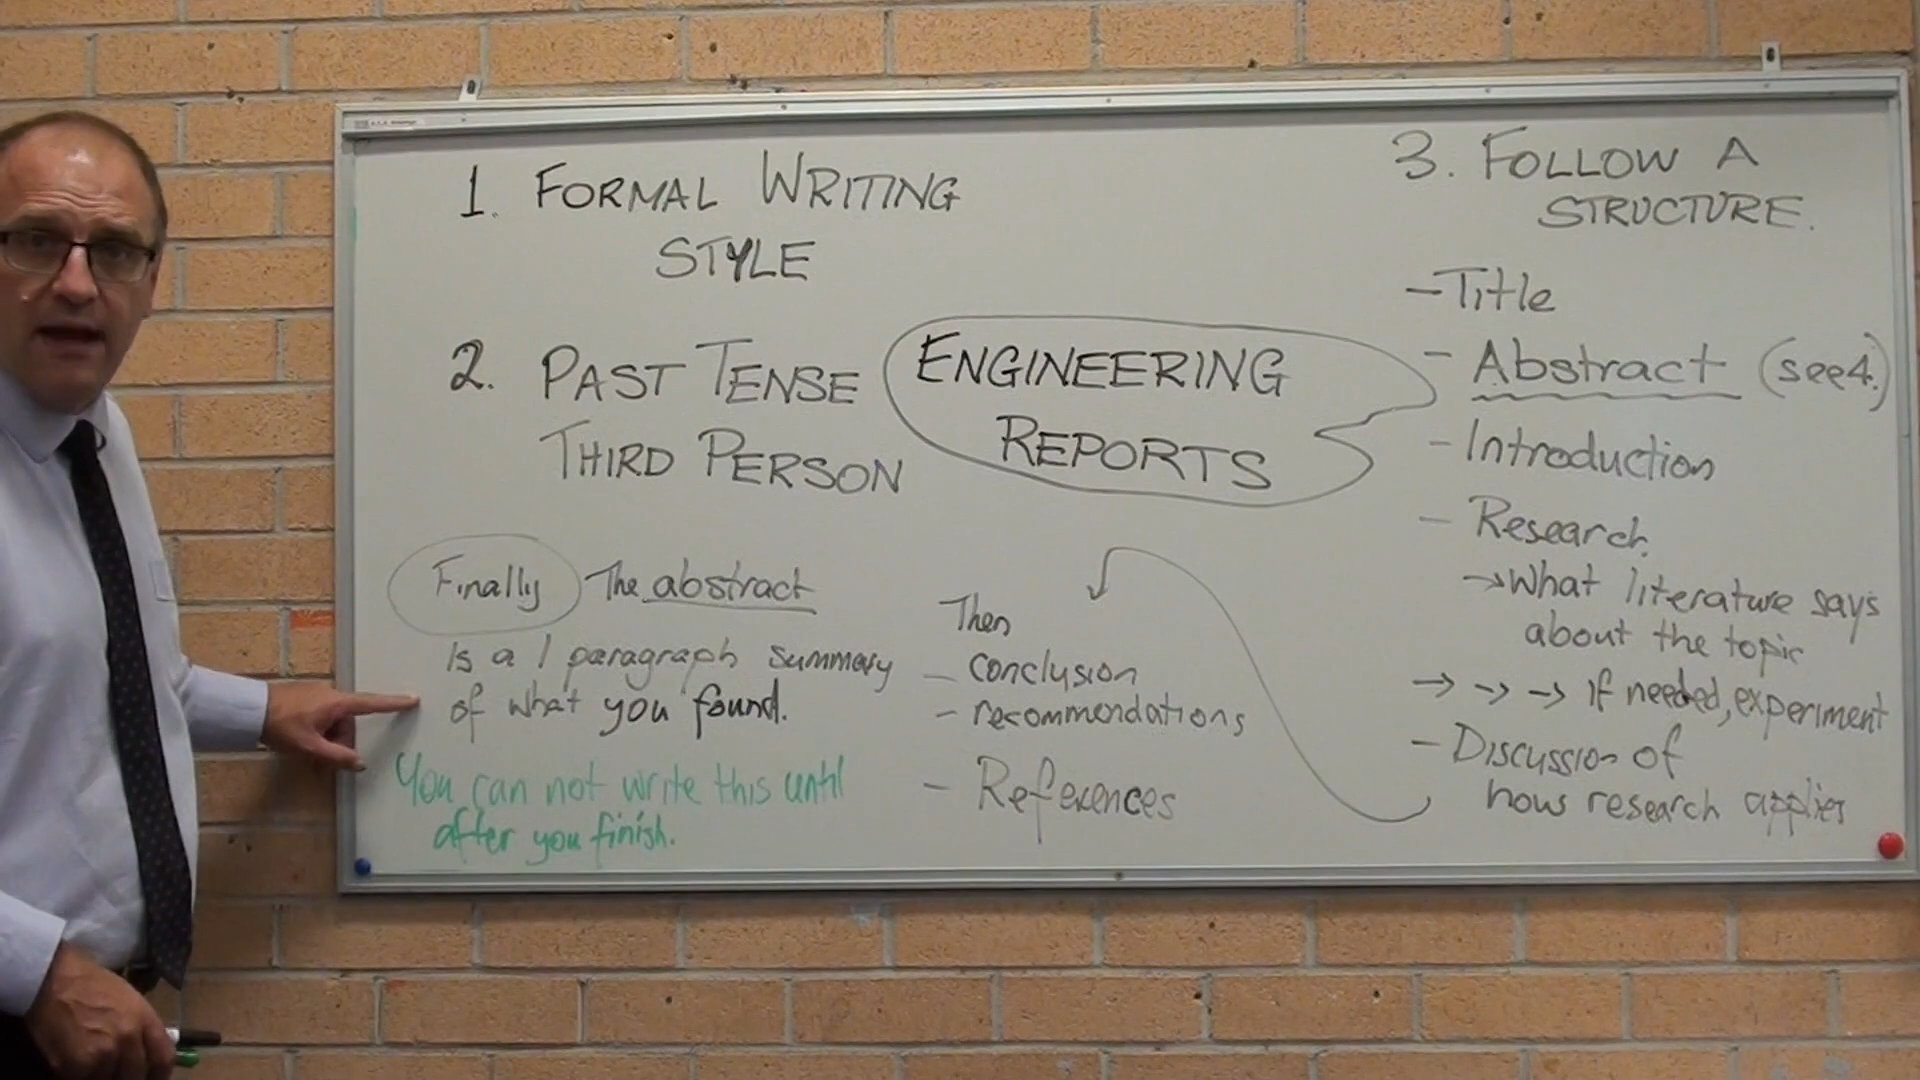 1. FORMAL WRITING
STYLE
2. PAST TENSE
THIRD PERSON
ENGINEERING
REPORTS
3. FOLLOW A
STRUCTURE.
- Title
- Abstract (see 4.)
- Introduction
- Research
→ What literature says
about the topic
→ → → If needed, experiment
- Discussion of
how research applies
Then
- conclusion
- recommendations
- References
Finally The abstract
Is a 1 paragraph summary
of what you found.
You can not write this until
after you finish.